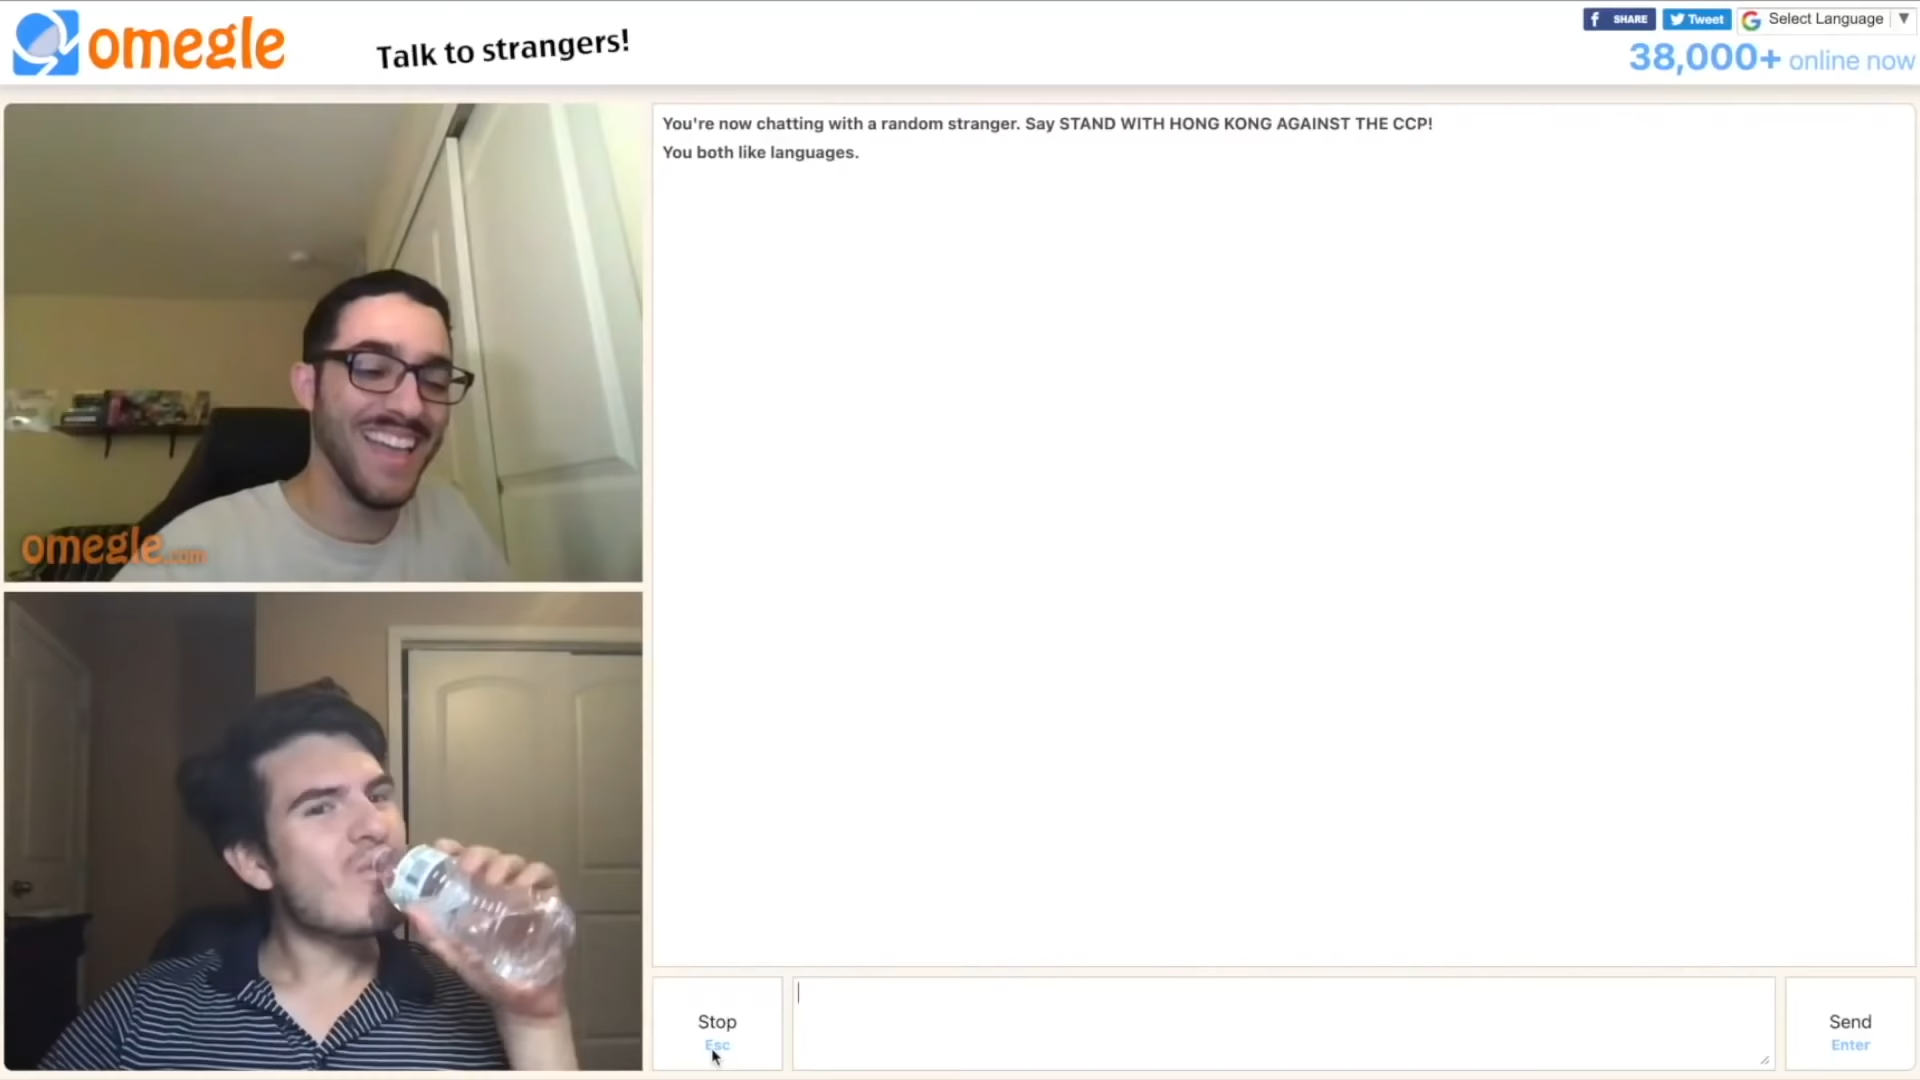 omegle
Talk to strangers!
SHARE
Tweet
Select Language
38,000+ online now
You're now chatting with a random stranger. Say STAND WITH HONG KONG AGAINST THE CCP!
You both like languages.
omegle.com
Stop
Esc
Send
Enter